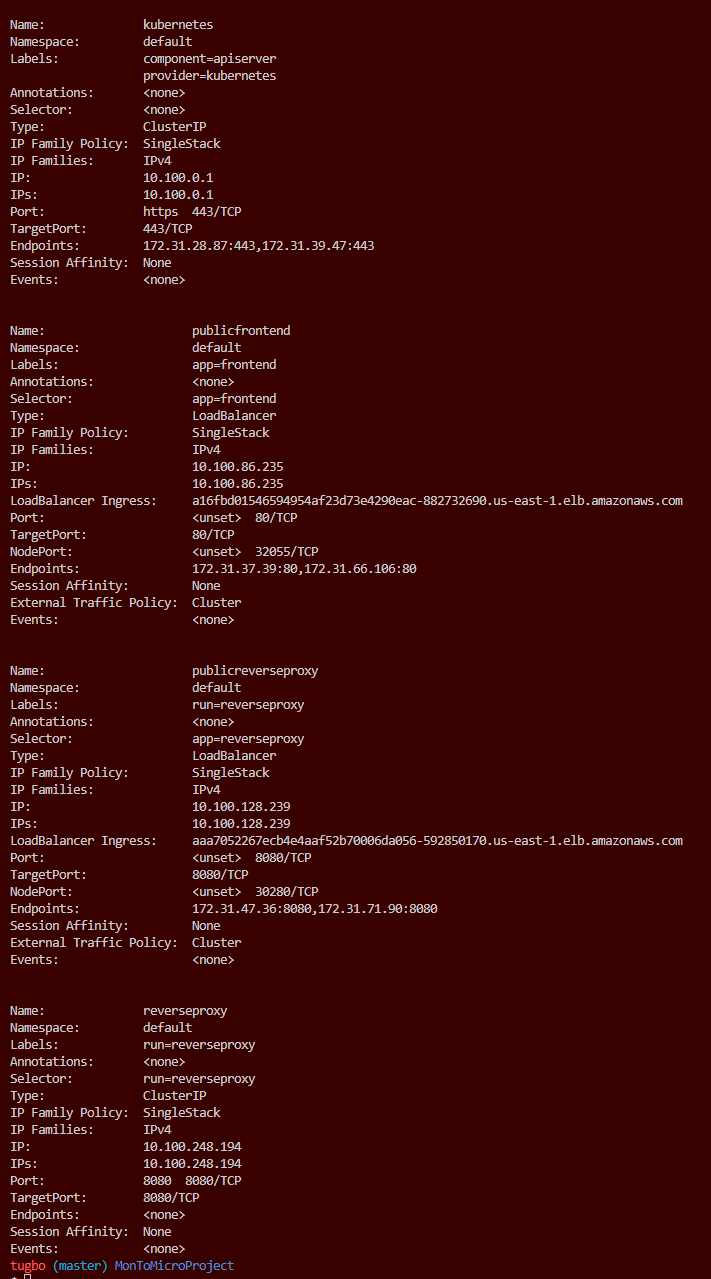 Name:              kubernetes
Namespace:         default
Labels:            component=apiserver
                   provider=kubernetes
Annotations:       <none>
Selector:          <none>
Type:              ClusterIP
IP Family Policy:  SingleStack
IP Families:       IPv4
IP:                10.100.0.1
IPs:               10.100.0.1
Port:              https  443/TCP
TargetPort:        443/TCP
Endpoints:         172.31.28.87:443,172.31.39.47:443
Session Affinity:  None
Events:            <none>
Name:                     publicfrontend
Namespace:                default
Labels:                   app=frontend
Annotations:              <none>
Selector:                 app=frontend
Type:                     LoadBalancer
IP Family Policy:         SingleStack
IP Families:              IPv4
IP:                       10.100.86.235
IPs:                      10.100.86.235
LoadBalancer Ingress:     a16fbd01546594954af23d73e4290eac-882732690.us-east-1.elb.amazonaws.com
Port:                     <unset>  80/TCP
TargetPort:               80/TCP
NodePort:                 <unset>  32055/TCP
Endpoints:                172.31.37.39:80,172.31.66.106:80
Session Affinity:         None
External Traffic Policy:  Cluster
Events:                   <none>
Name:                     publicreverseproxy
Namespace:                default
Labels:                   run=reverseproxy
Annotations:              <none>
Selector:                 app=reverseproxy
Type:                     LoadBalancer
IP Family Policy:         SingleStack
IP Families:              IPv4
IP:                       10.100.128.239
IPs:                      10.100.128.239
LoadBalancer Ingress:     aaa7052267ecb4e4aaf52b70006da056-592850170.us-east-1.elb.amazonaws.com
Port:                     <unset>  8080/TCP
TargetPort:               8080/TCP
NodePort:                 <unset>  30280/TCP
Endpoints:                172.31.47.36:8080,172.31.71.90:8080
Session Affinity:         None
External Traffic Policy:  Cluster
Events:                   <none>
Name:              reverseproxy
Namespace:         default
Labels:            run=reverseproxy
Annotations:       <none>
Selector:          run=reverseproxy
Type:              ClusterIP
IP Family Policy:  SingleStack
IP Families:       IPv4
IP:                10.100.248.194
IPs:               10.100.248.194
Port:              8080  8080/TCP
TargetPort:        8080/TCP
Endpoints:         <none>
Session Affinity:  None
Events:            <none>
tugbo (master) MonToMicroProject